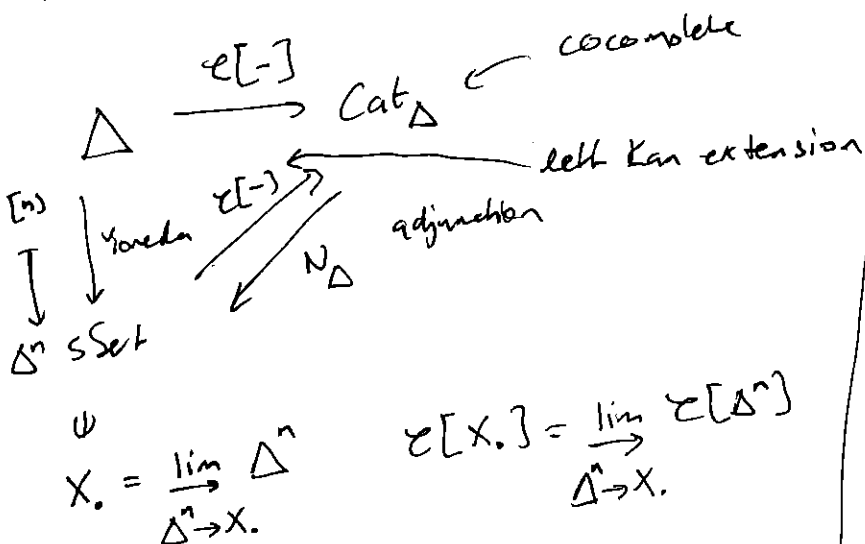 𝒞[-] cocomplete
Δ → Cat_Δ ←
left Kan extension
[n] Yoneda 𝒞[-] N_Δ adjunction
↧
Δⁿ sSet
X. = lim Δⁿ 𝒞[X.] = lim 𝒞[Δⁿ]
Δⁿ→X. Δⁿ→X.